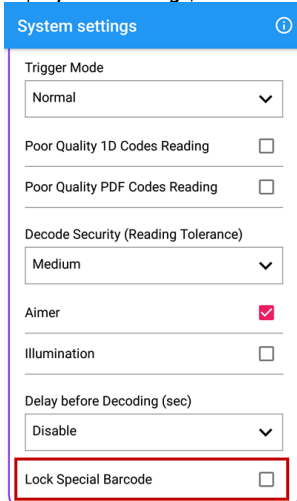 System settings
Trigger Mode
Normal
Poor Quality 1D Codes Reading
Poor Quality PDF Codes Reading
Decode Security (Reading Tolerance)
Medium
Aimer
Illumination
Delay before Decoding (sec)
Disable
Lock Special Barcode